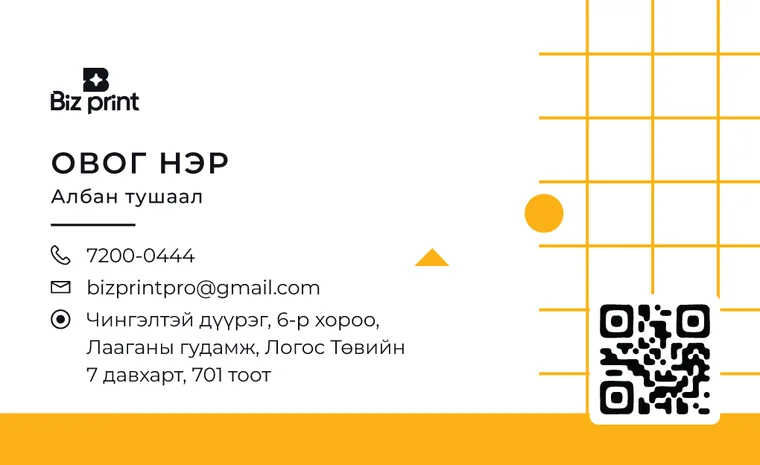 Biz print
ОВОГ НЭР
Албан тушаал
7200-0444
bizprintpro@gmail.com
Чингэлтэй дүүрэг, 6-р хороо,
Лааганы гудамж, Логос Төвийн
7 давхарт, 701 тоот